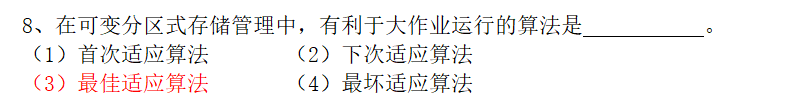 8、在可变分区式存储管理中，有利于大作业运行的算法是___________。
（1）首次适应算法 （2）下次适应算法
（3）最佳适应算法 （4）最坏适应算法